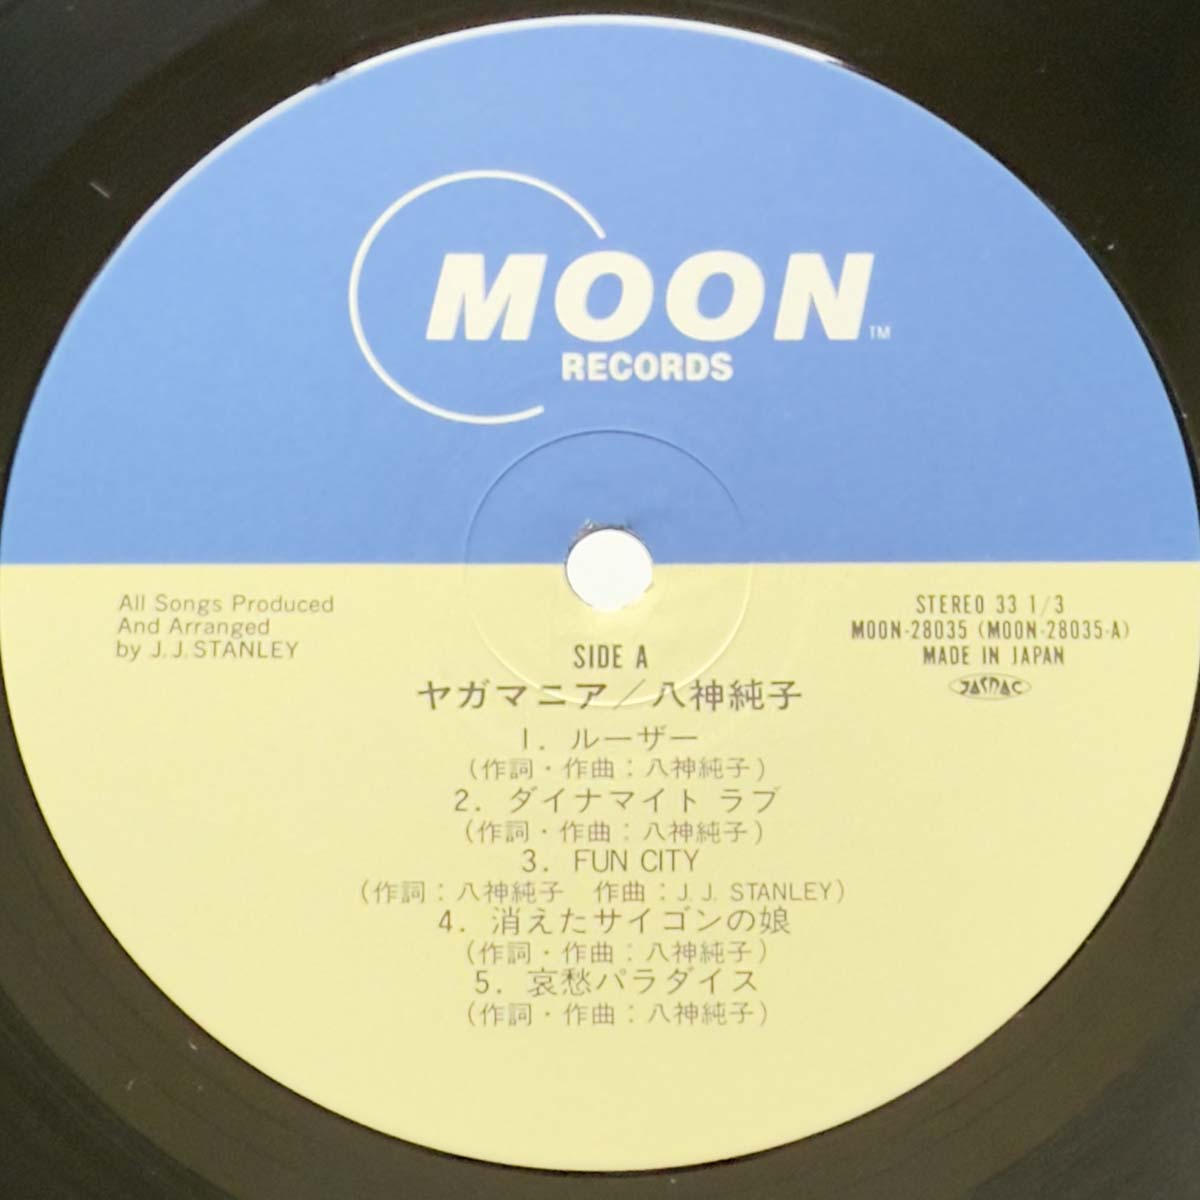 MOON™
RECORDS
All Songs Produced
And Arranged
by J.J.STANLEY
STEREO 33 1/3
MOON-28035 (MOON-28035-A)
MADE IN JAPAN
JASRAC
SIDE A
ヤガマニア／八神純子
1. ルーザー
(作詞・作曲：八神純子)
2. ダイナマイト ラブ
(作詞・作曲：八神純子)
3. FUN CITY
(作詞：八神純子 作曲：J.J. STANLEY)
4. 消えたサイゴンの娘
(作詞・作曲：八神純子)
5. 哀愁パラダイス
(作詞・作曲：八神純子)